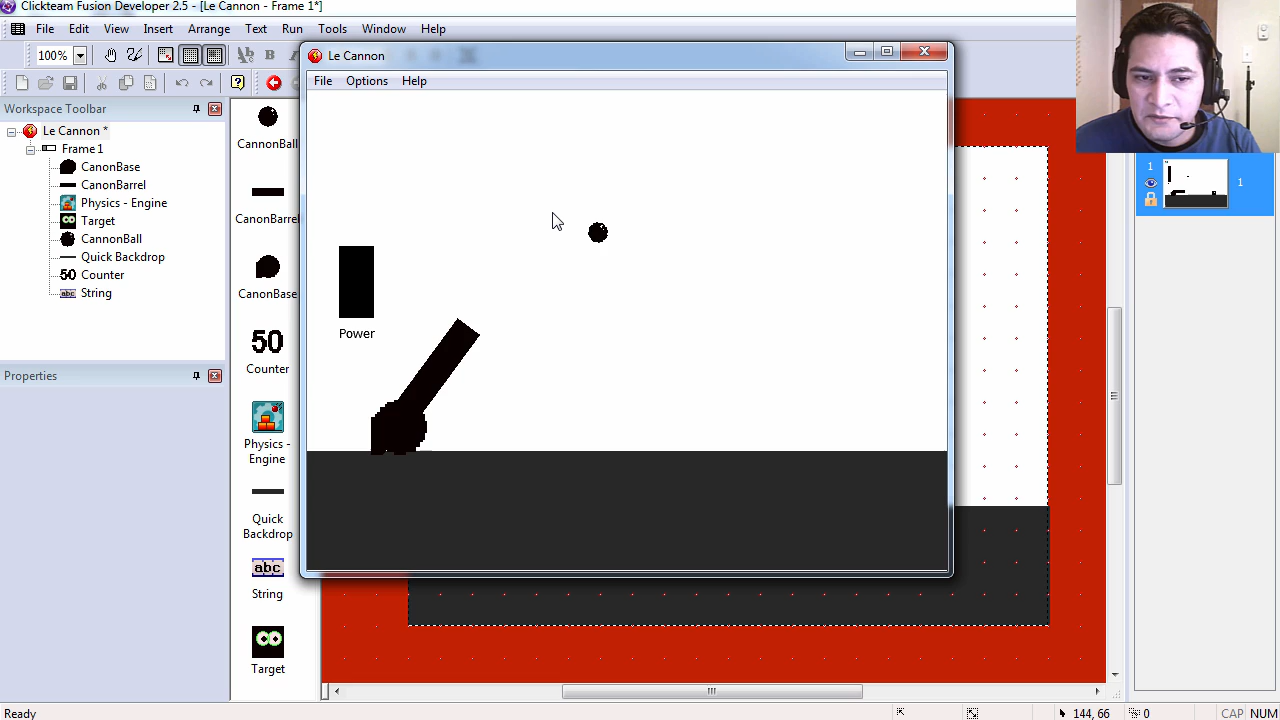 Clickteam Fusion Developer 2.5 - [Le Cannon - Frame 1*]
File Edit View Insert Arrange Text Run Tools Window Help
100%
Workspace Toolbar
Le Cannon *
Frame 1
CanonBase
CanonBarrel
Physics - Engine
Target
CannonBall
Quick Backdrop
50 Counter
abc String
Properties
CannonBall
CanonBarrel
CanonBase
50
Counter
Physics -
Engine
Quick
Backdrop
abc
String
Target
Le Cannon
File Options Help
Power
1
1
Ready
144, 66
0
CAP NUM